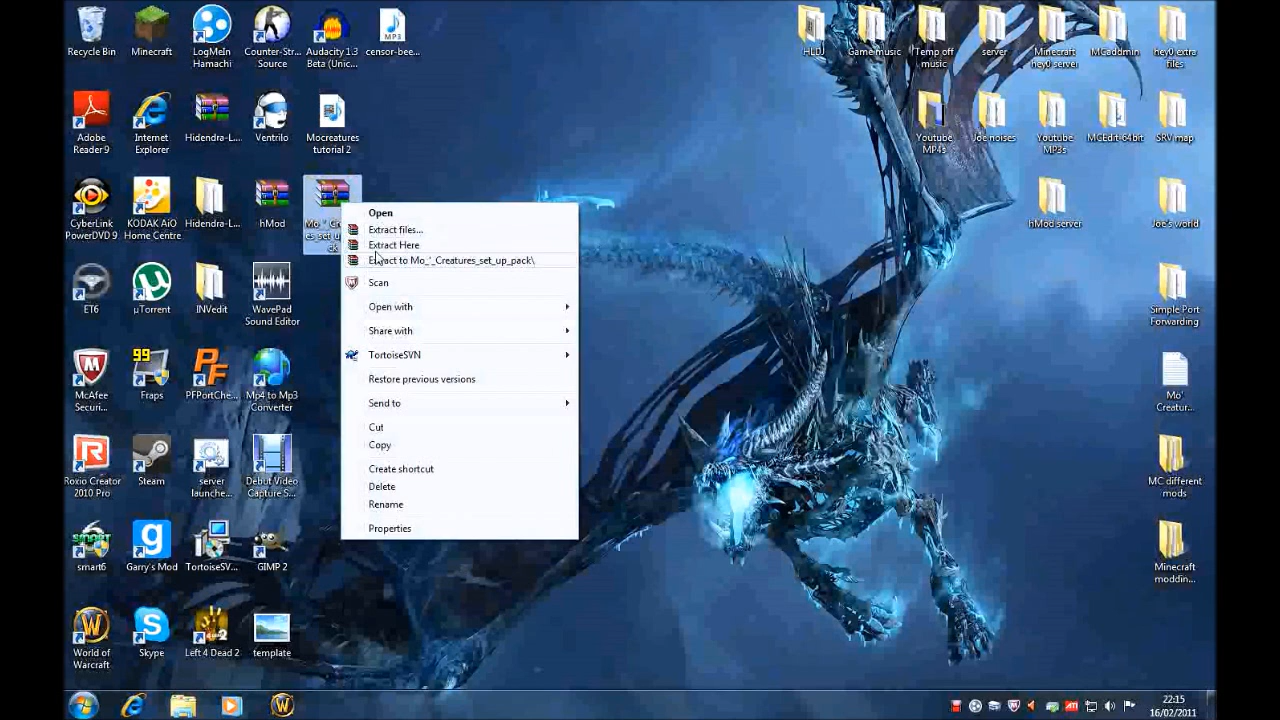 Recycle Bin
Minecraft
LogMeIn
Hamachi
Counter-Str...
Source
Audacity 1.3
Beta (Unic...
MP3
censor-bee...
Adobe
Reader 9
Internet
Explorer
Hidendra-L...
Ventrilo
Mocreatures
tutorial 2
CyberLink
PowerDVD 9
KODAK AiO
Home Centre
Hidendra-L...
hMod
ET6
µTorrent
INVedit
WavePad
Sound Editor
McAfee
Securi...
99
Fraps
PFPortChe...
Mp4 to Mp3
Converter
Roxio Creator
2010 Pro
Steam
server
launche...
Debut Video
Capture S...
smart6
Garry's Mod
TortoiseSV...
GIMP 2
World of
Warcraft
Skype
Left 4 Dead 2
template
Open
Extract files...
Extract Here
Extract to Mo_'_Creatures_set_up_pack\
Scan
Open with
Share with
TortoiseSVN
Restore previous versions
Send to
Cut
Copy
Create shortcut
Delete
Rename
Properties
HLDJ
Game music
Temp off
music
server
Minecraft
hey0 server
MCadmin
hey0 extra
files
Youtube
MP4s
Joe noises
Youtube
MP3s
MCEdit-64bit
SRV map
hMod server
Joe's world
Simple Port
Forwarding
Mo'
Creatur...
MC different
mods
Minecraft
moddin...
22:15
16/02/2011